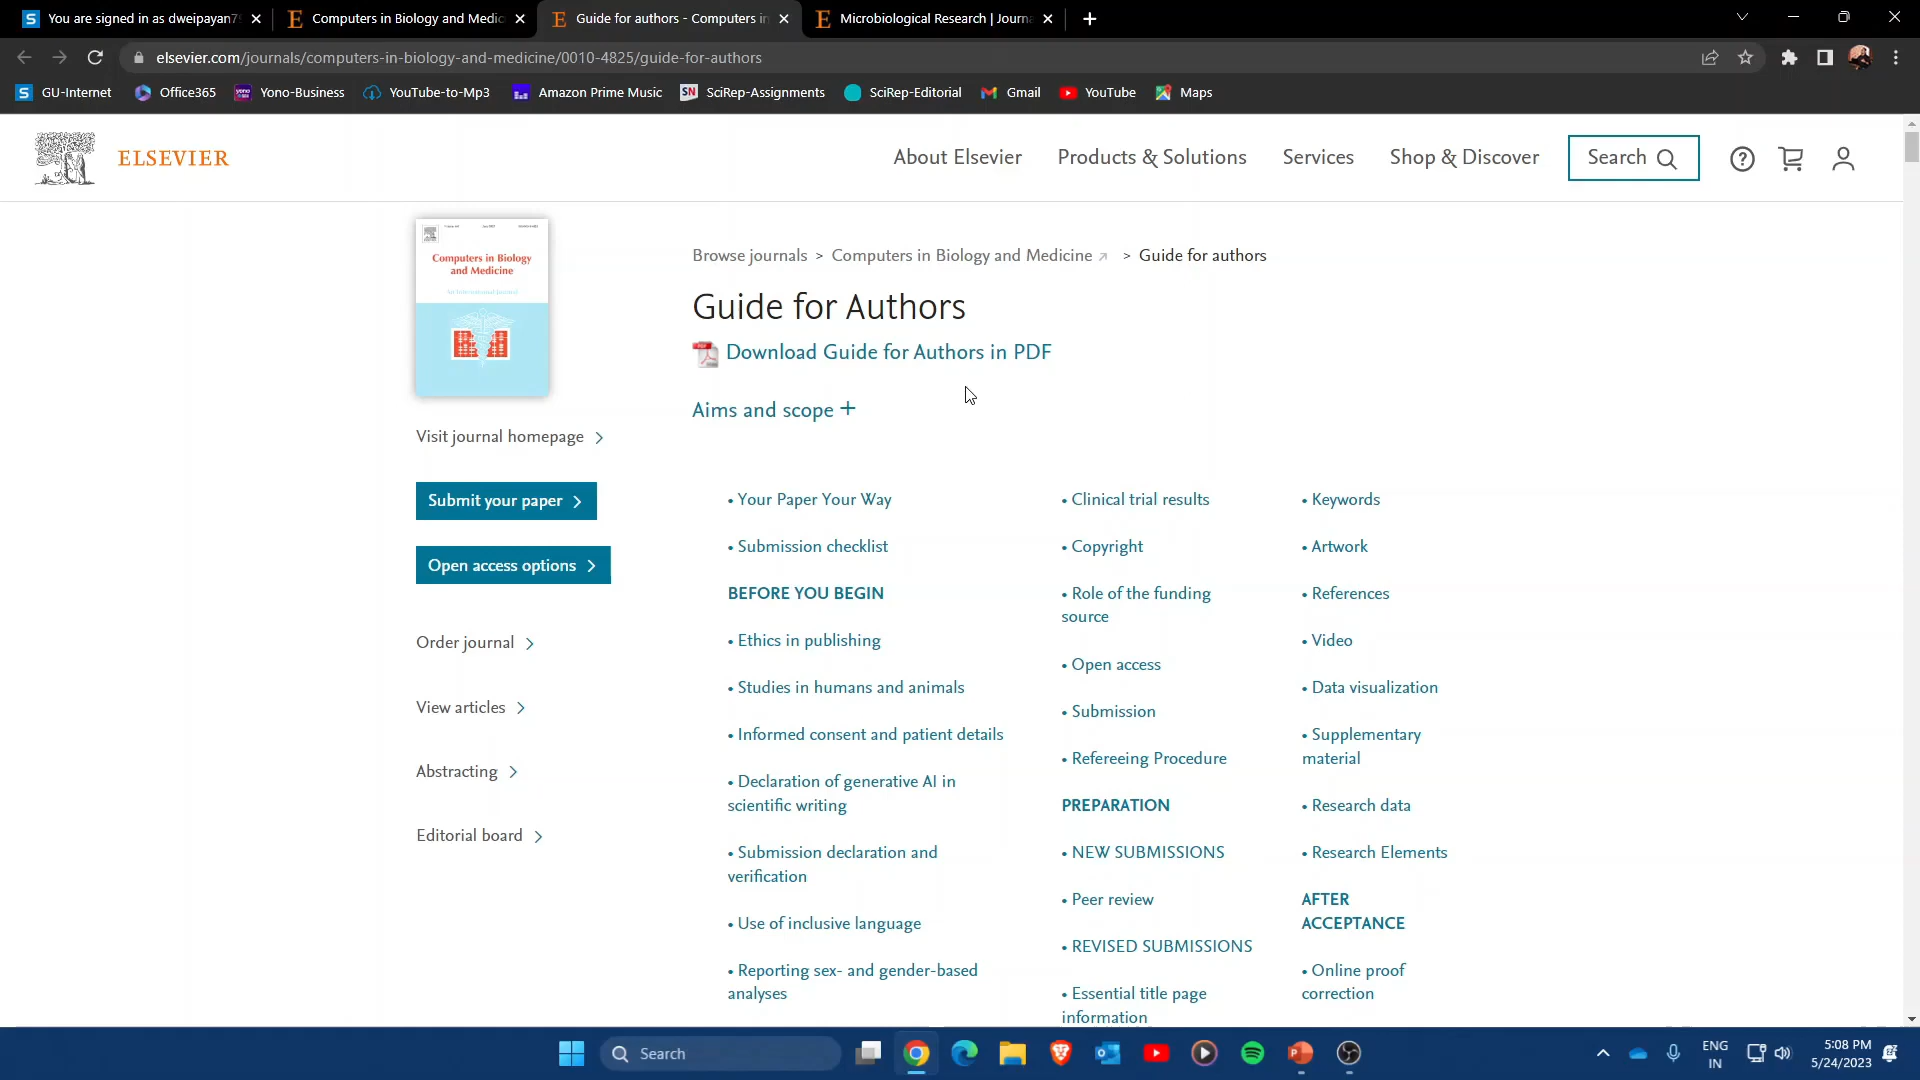 You are signed in as dweipayan7
Computers in Biology and Medic
Guide for authors - Computers in
Microbiological Research | Journa
elsevier.com/journals/computers-in-biology-and-medicine/0010-4825/guide-for-authors
GU-Internet
Office365
Yono-Business
YouTube-to-Mp3
Amazon Prime Music
SciRep-Assignments
SciRep-Editorial
Gmail
YouTube
Maps
ELSEVIER
About Elsevier
Products & Solutions
Services
Shop & Discover
Search
Computers in Biology
and Medicine
An International Journal
Browse journals > Computers in Biology and Medicine > Guide for authors
Guide for Authors
Download Guide for Authors in PDF
Aims and scope +
Visit journal homepage
Submit your paper
Open access options
Order journal
View articles
Abstracting
Editorial board
• Your Paper Your Way
• Submission checklist
BEFORE YOU BEGIN
• Ethics in publishing
• Studies in humans and animals
• Informed consent and patient details
• Declaration of generative AI in
scientific writing
• Submission declaration and
verification
• Use of inclusive language
• Reporting sex- and gender-based
analyses
• Clinical trial results
• Copyright
• Role of the funding
source
• Open access
• Submission
• Refereeing Procedure
PREPARATION
• NEW SUBMISSIONS
• Peer review
• REVISED SUBMISSIONS
• Essential title page
information
• Keywords
• Artwork
• References
• Video
• Data visualization
• Supplementary
material
• Research data
• Research Elements
AFTER
ACCEPTANCE
• Online proof
correction
Search
ENG
IN
5:08 PM
5/24/2023